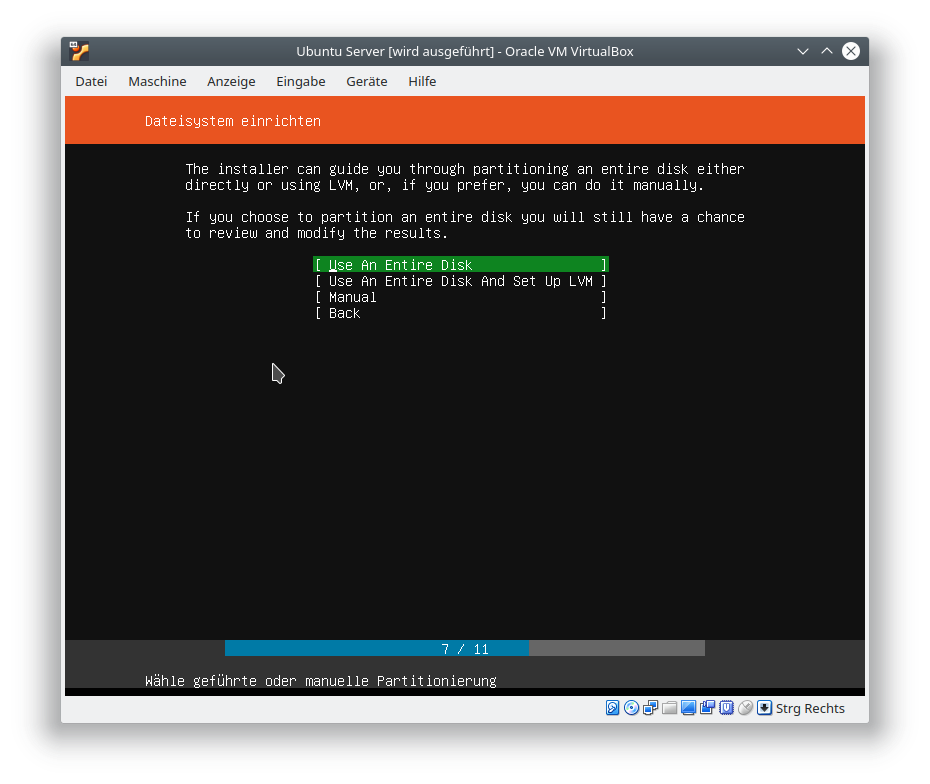 Ubuntu Server [wird ausgeführt] - Oracle VM VirtualBox
Datei Maschine Anzeige Eingabe Geräte Hilfe
Dateisystem einrichten
The installer can guide you through partitioning an entire disk either
directly or using LVM, or, if you prefer, you can do it manually.
If you choose to partition an entire disk you will still have a chance
to review and modify the results.
[ Use An Entire Disk ]
[ Use An Entire Disk And Set Up LVM ]
[ Manual ]
[ Back ]
7 / 11
Wähle geführte oder manuelle Partitionierung
Strg Rechts